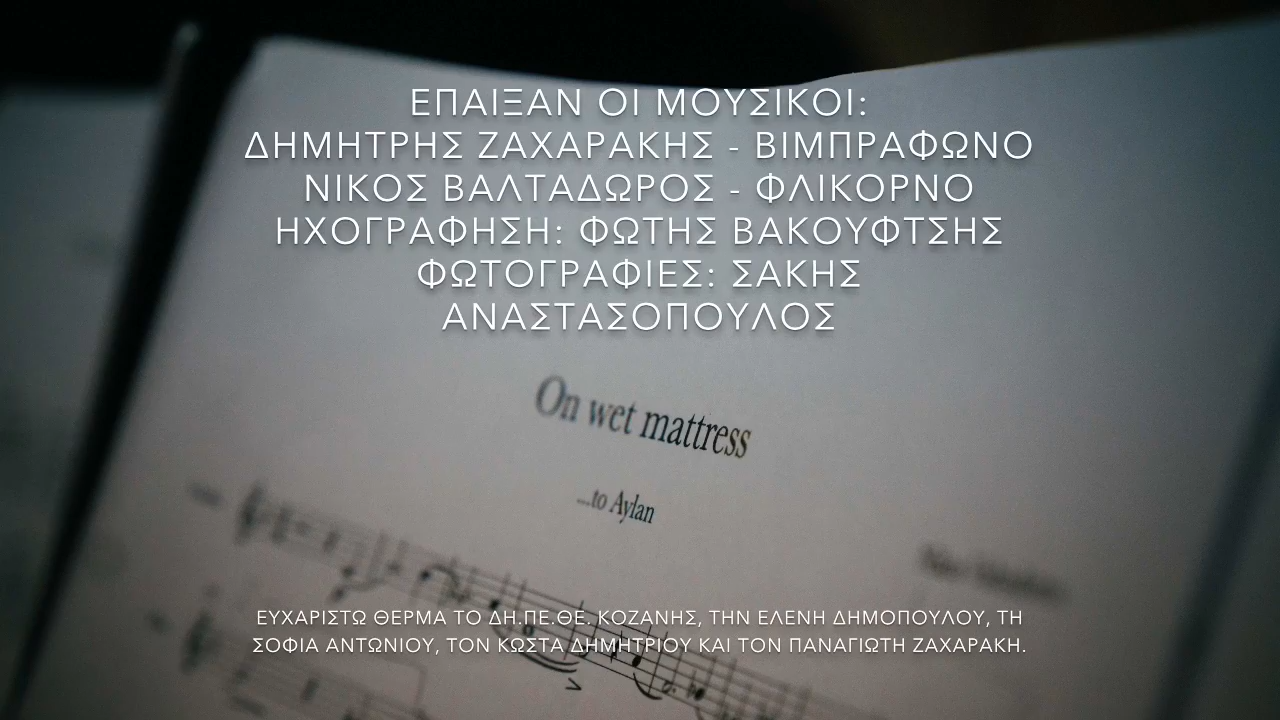 ΕΠΑΙΞΑΝ ΟΙ ΜΟΥΣΙΚΟΙ:
ΔΗΜΗΤΡΗΣ ΖΑΧΑΡΑΚΗΣ - ΒΙΜΠΡΑΦΩΝΟ
ΝΙΚΟΣ ΒΑΛΤΑΔΩΡΟΣ - ΦΛΙΚΟΡΝΟ
ΗΧΟΓΡΑΦΗΣΗ: ΦΩΤΗΣ ΒΑΚΟΥΦΤΣΗΣ
ΦΩΤΟΓΡΑΦΙΕΣ: ΣΑΚΗΣ
ΑΝΑΣΤΑΣΟΠΟΥΛΟΣ
On wet mattress
...to Aylan
ΕΥΧΑΡΙΣΤΩ ΘΕΡΜΑ ΤΟ ΔΗ.ΠΕ.ΘΕ. ΚΟΖΑΝΗΣ, ΤΗΝ ΕΛΕΝΗ ΔΗΜΟΠΟΥΛΟΥ, ΤΗ
ΣΟΦΙΑ ΑΝΤΩΝΙΟΥ, ΤΟΝ ΚΩΣΤΑ ΔΗΜΗΤΡΙΟΥ ΚΑΙ ΤΟΝ ΠΑΝΑΓΙΩΤΗ ΖΑΧΑΡΑΚΗ.